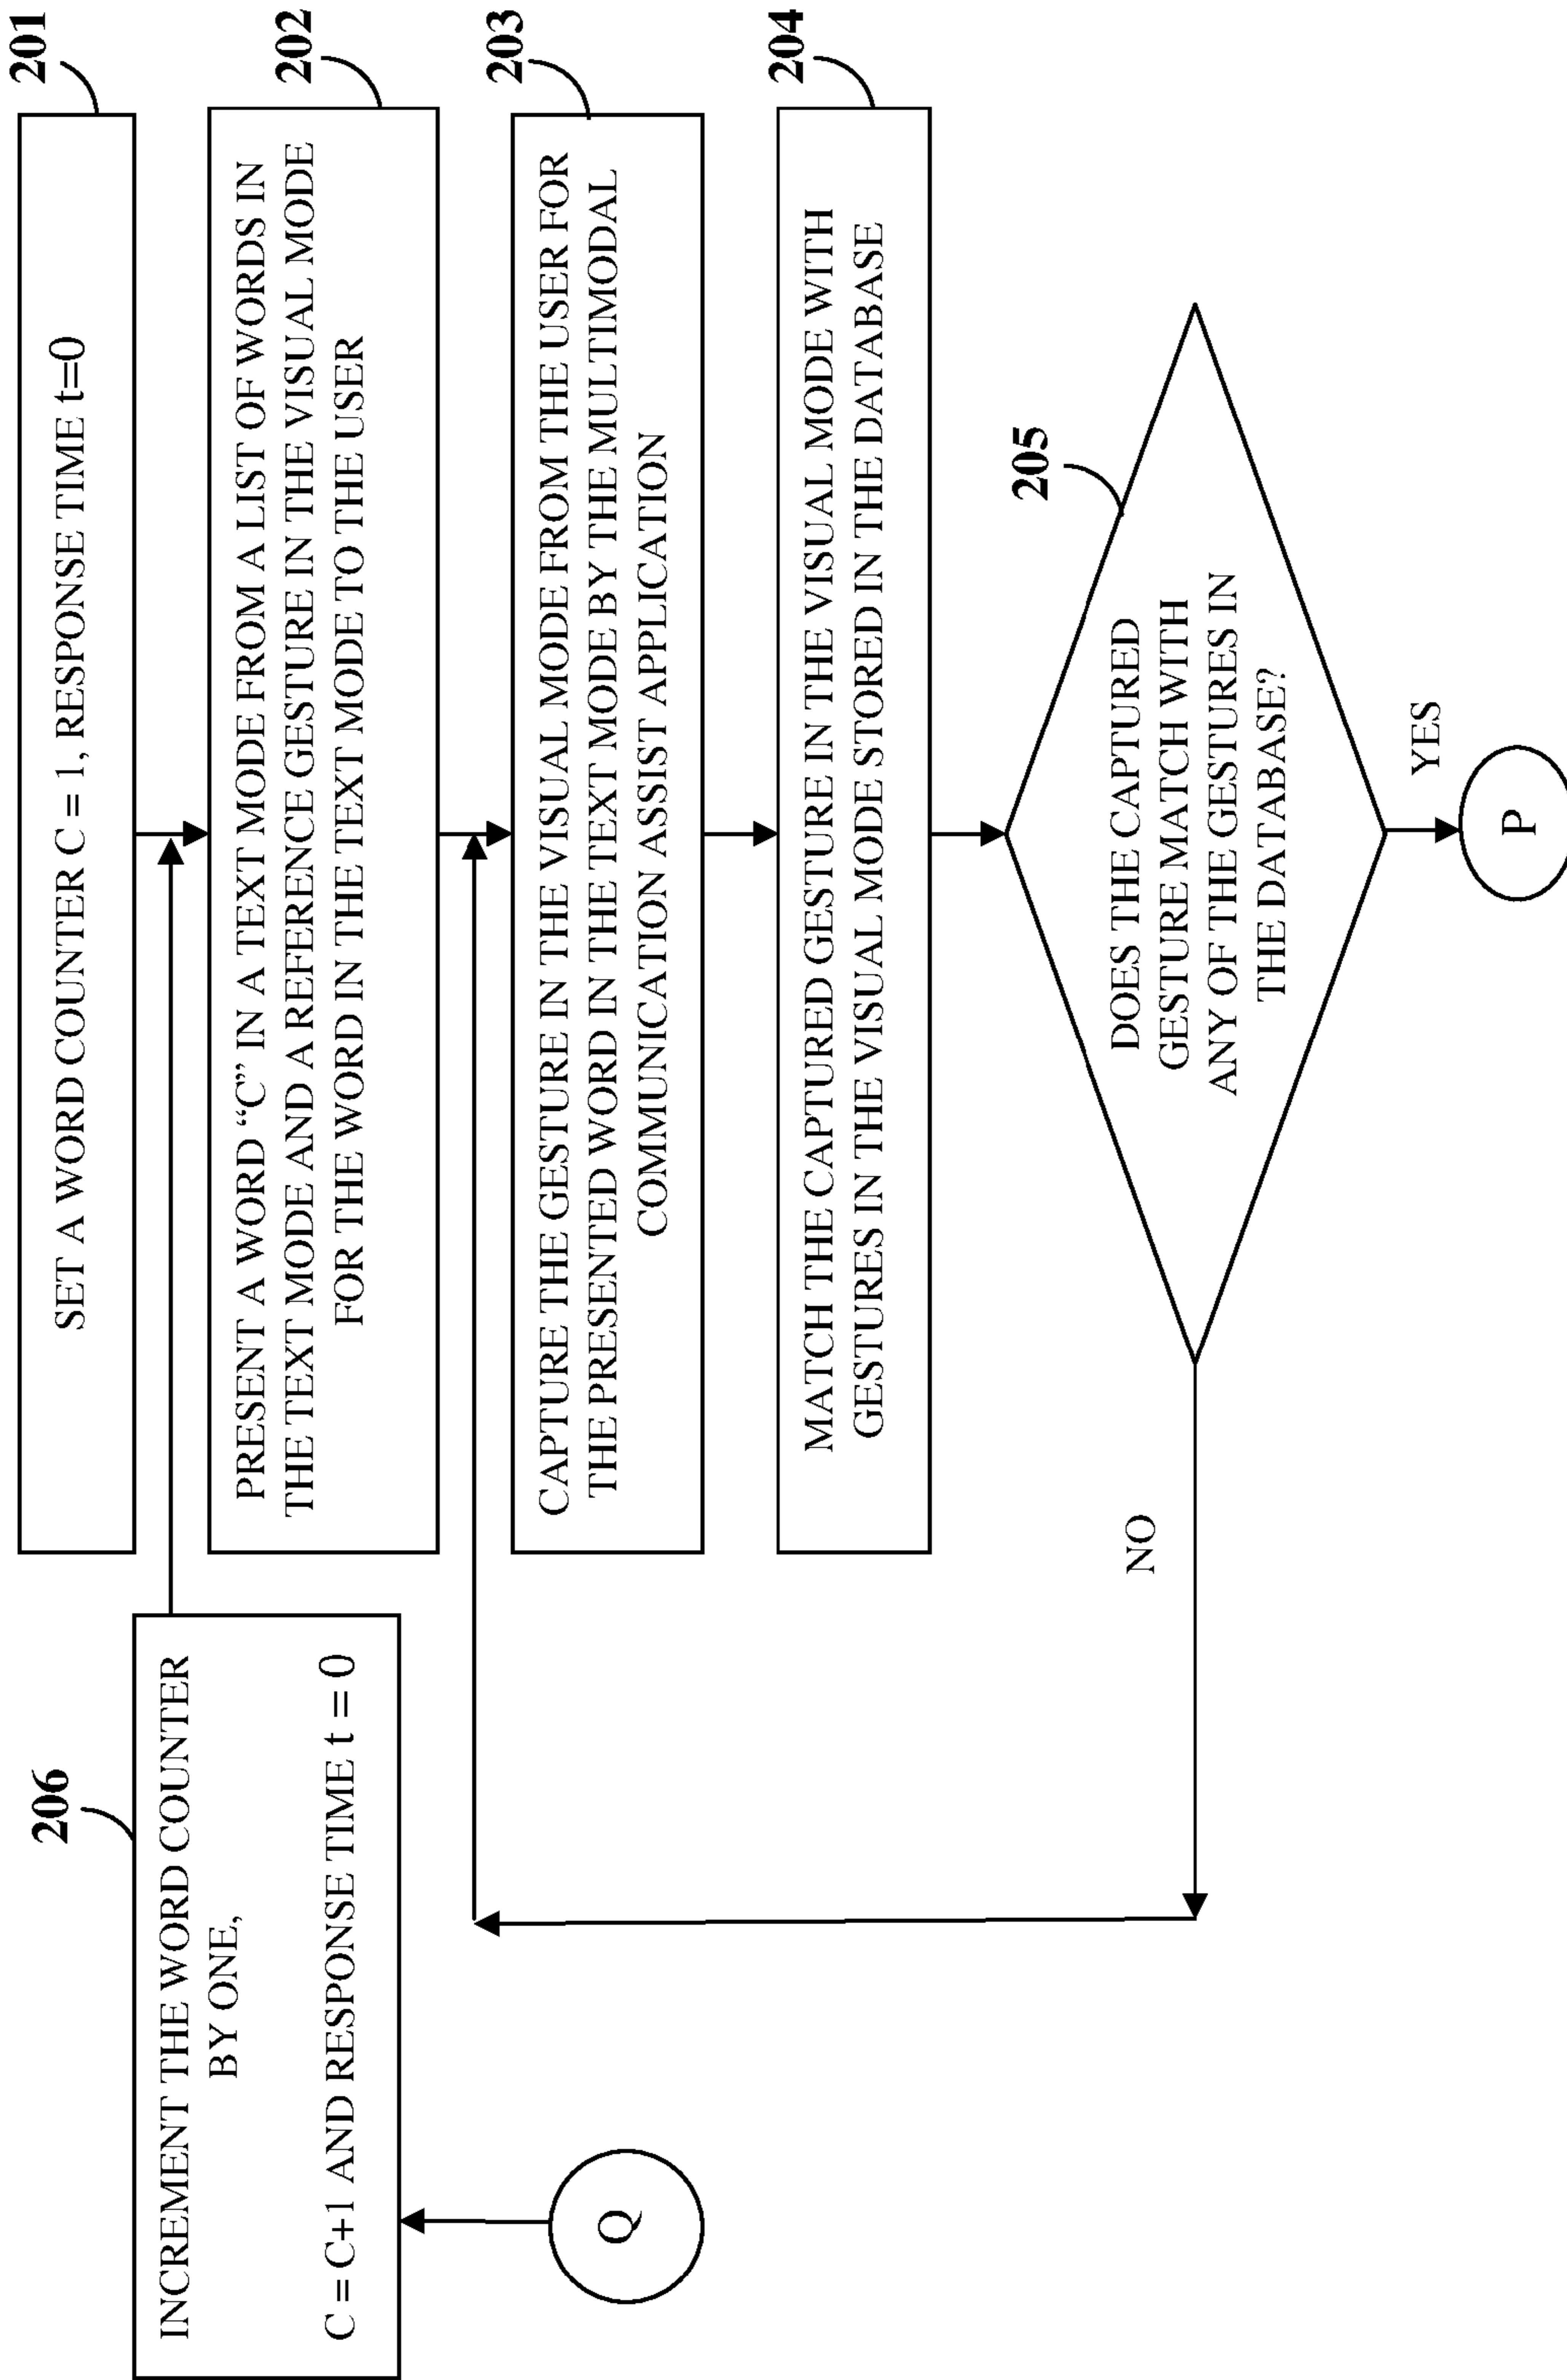 201
SET A WORD COUNTER C = 1, RESPONSE TIME t=0
202
PRESENT A WORD “C” IN A TEXT MODE FROM A LIST OF WORDS IN
THE TEXT MODE AND A REFERENCE GESTURE IN THE VISUAL MODE
FOR THE WORD IN THE TEXT MODE TO THE USER
203
CAPTURE THE GESTURE IN THE VISUAL MODE FROM THE USER FOR
THE PRESENTED WORD IN THE TEXT MODE BY THE MULTIMODAL
COMMUNICATION ASSIST APPLICATION
204
MATCH THE CAPTURED GESTURE IN THE VISUAL MODE WITH
GESTURES IN THE VISUAL MODE STORED IN THE DATABASE
205
DOES THE CAPTURED
GESTURE MATCH WITH
ANY OF THE GESTURES IN
THE DATABASE?
NO
YES
P
206
INCREMENT THE WORD COUNTER
BY ONE,
C = C+1 AND RESPONSE TIME t = 0
Q